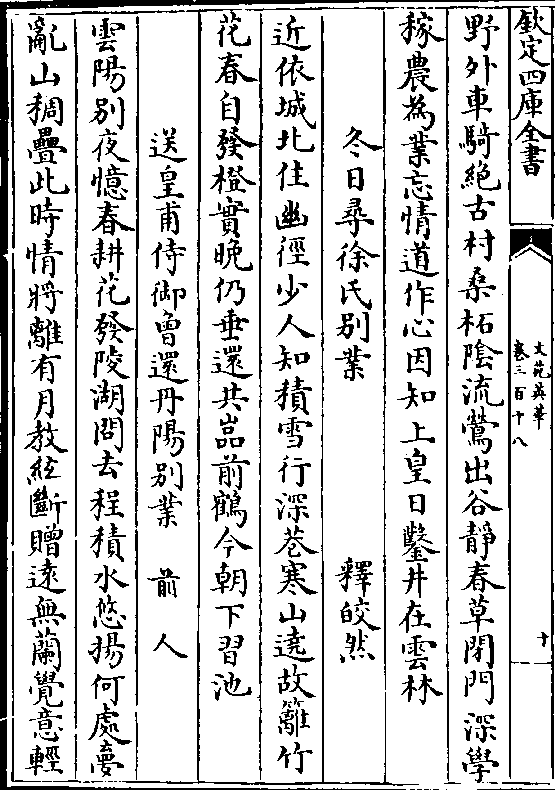 欽定四庫全書
文苑英華
卷三百十八
十
野外車騎絶古村桑柘陰流鶯出谷靜春草閉門深學
稼農為業忘情道作心因知上皇日鑿井在雲林
冬日尋徐氏别業　釋皎然
近依城北住幽徑少人知積雪行深巷寒山遶故籬竹
花春自發橙實晚仍垂還共嵓前鶴今朝下習池
送皇甫侍御曾還丹陽别業　前人
雲陽别夜憶春耕花發陵湖問去程積水悠揚何處夢
亂山稠疊此時情將離有月教絃斷贈遠無蘭覺意輕